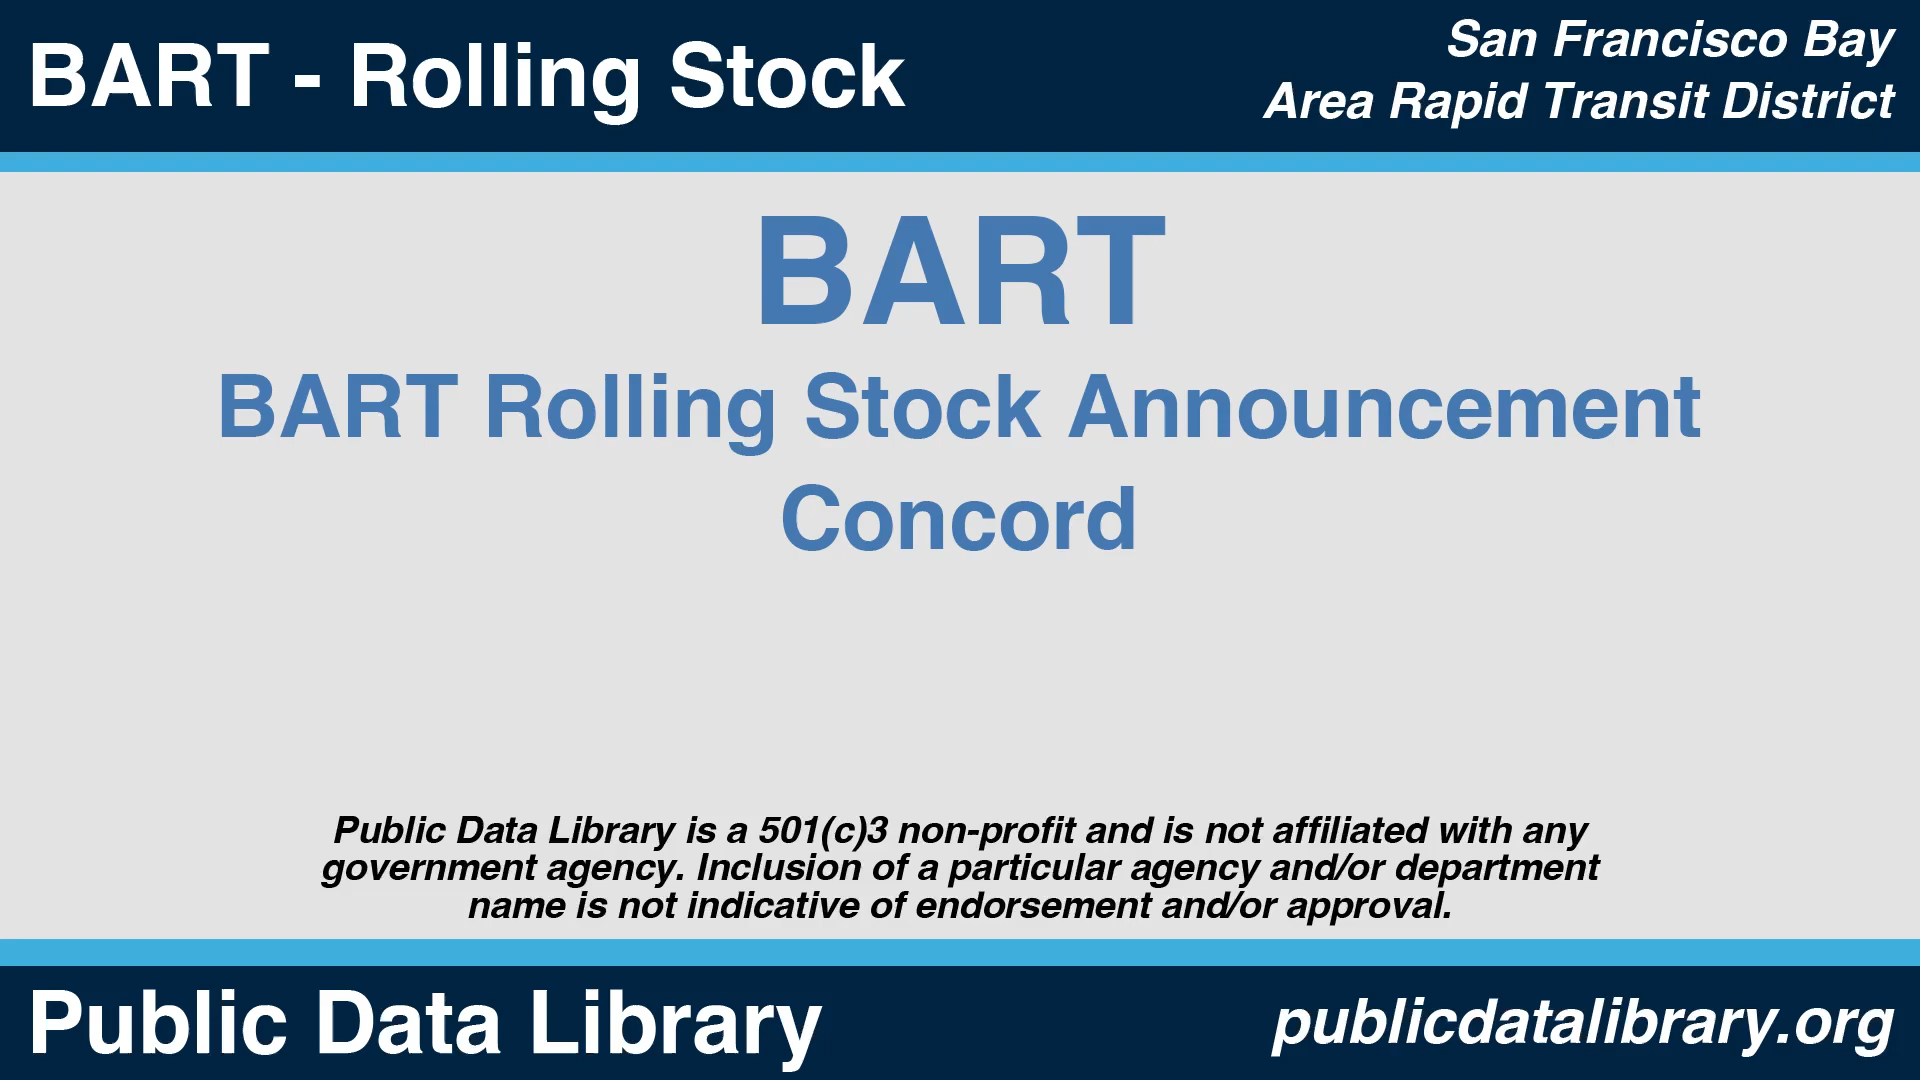 BART - Rolling Stock
San Francisco Bay
Area Rapid Transit District
BART
BART Rolling Stock Announcement
Concord
Public Data Library is a 501(c)3 non-profit and is not affiliated with any
government agency. Inclusion of a particular agency and/or department
name is not indicative of endorsement and/or approval.
Public Data Library
publicdatalibrary.org